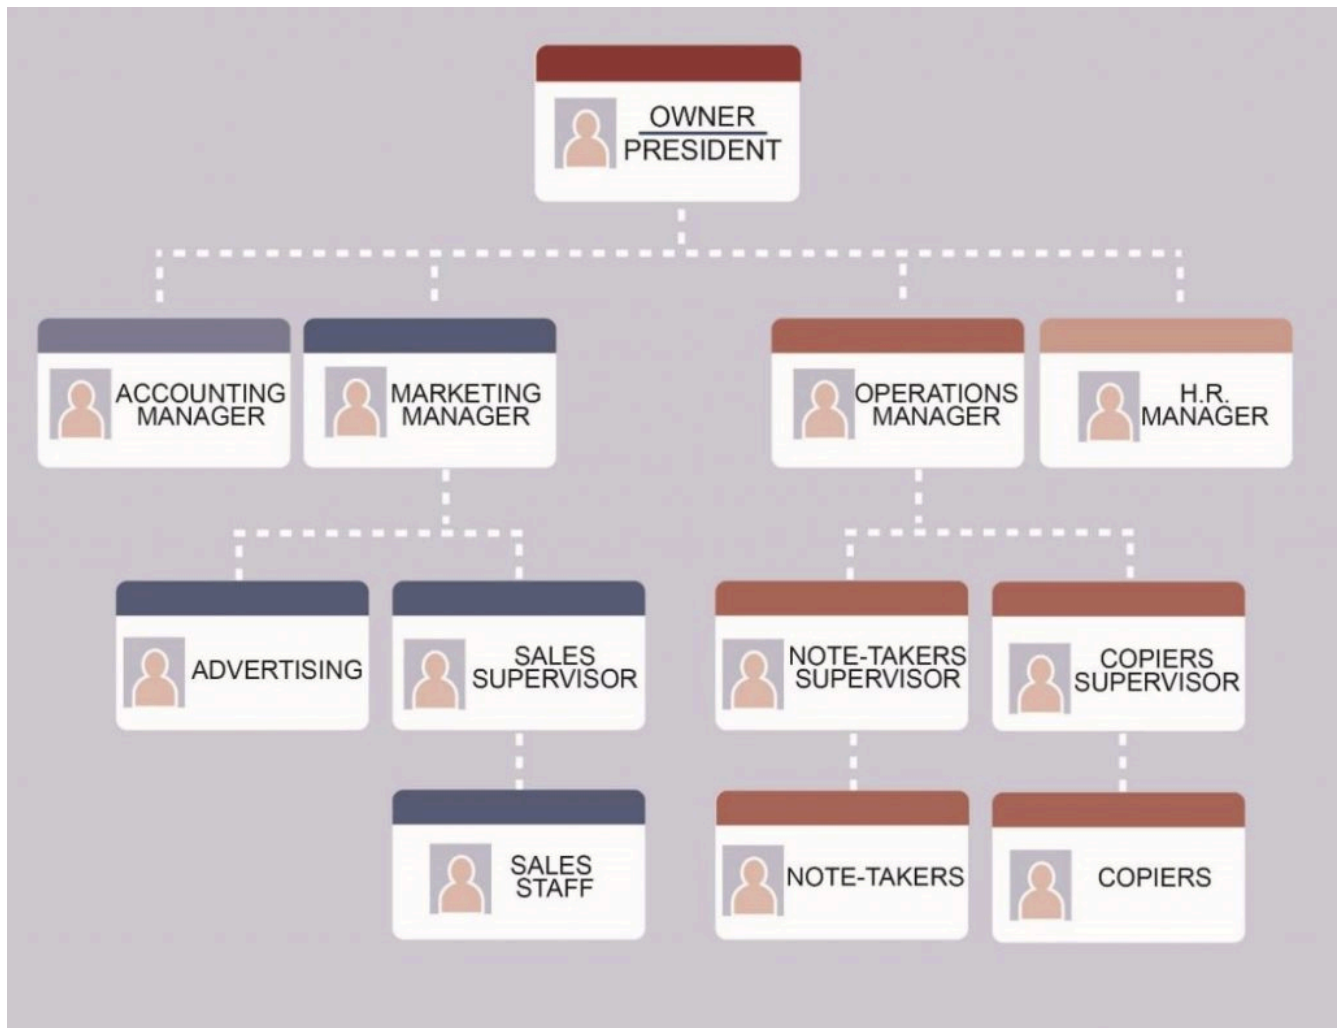 OWNER
PRESIDENT
ACCOUNTING
MANAGER
MARKETING
MANAGER
OPERATIONS
MANAGER
H.R.
MANAGER
ADVERTISING
SALES
SUPERVISOR
NOTE-TAKERS
SUPERVISOR
COPIERS
SUPERVISOR
SALES
STAFF
NOTE-TAKERS
COPIERS